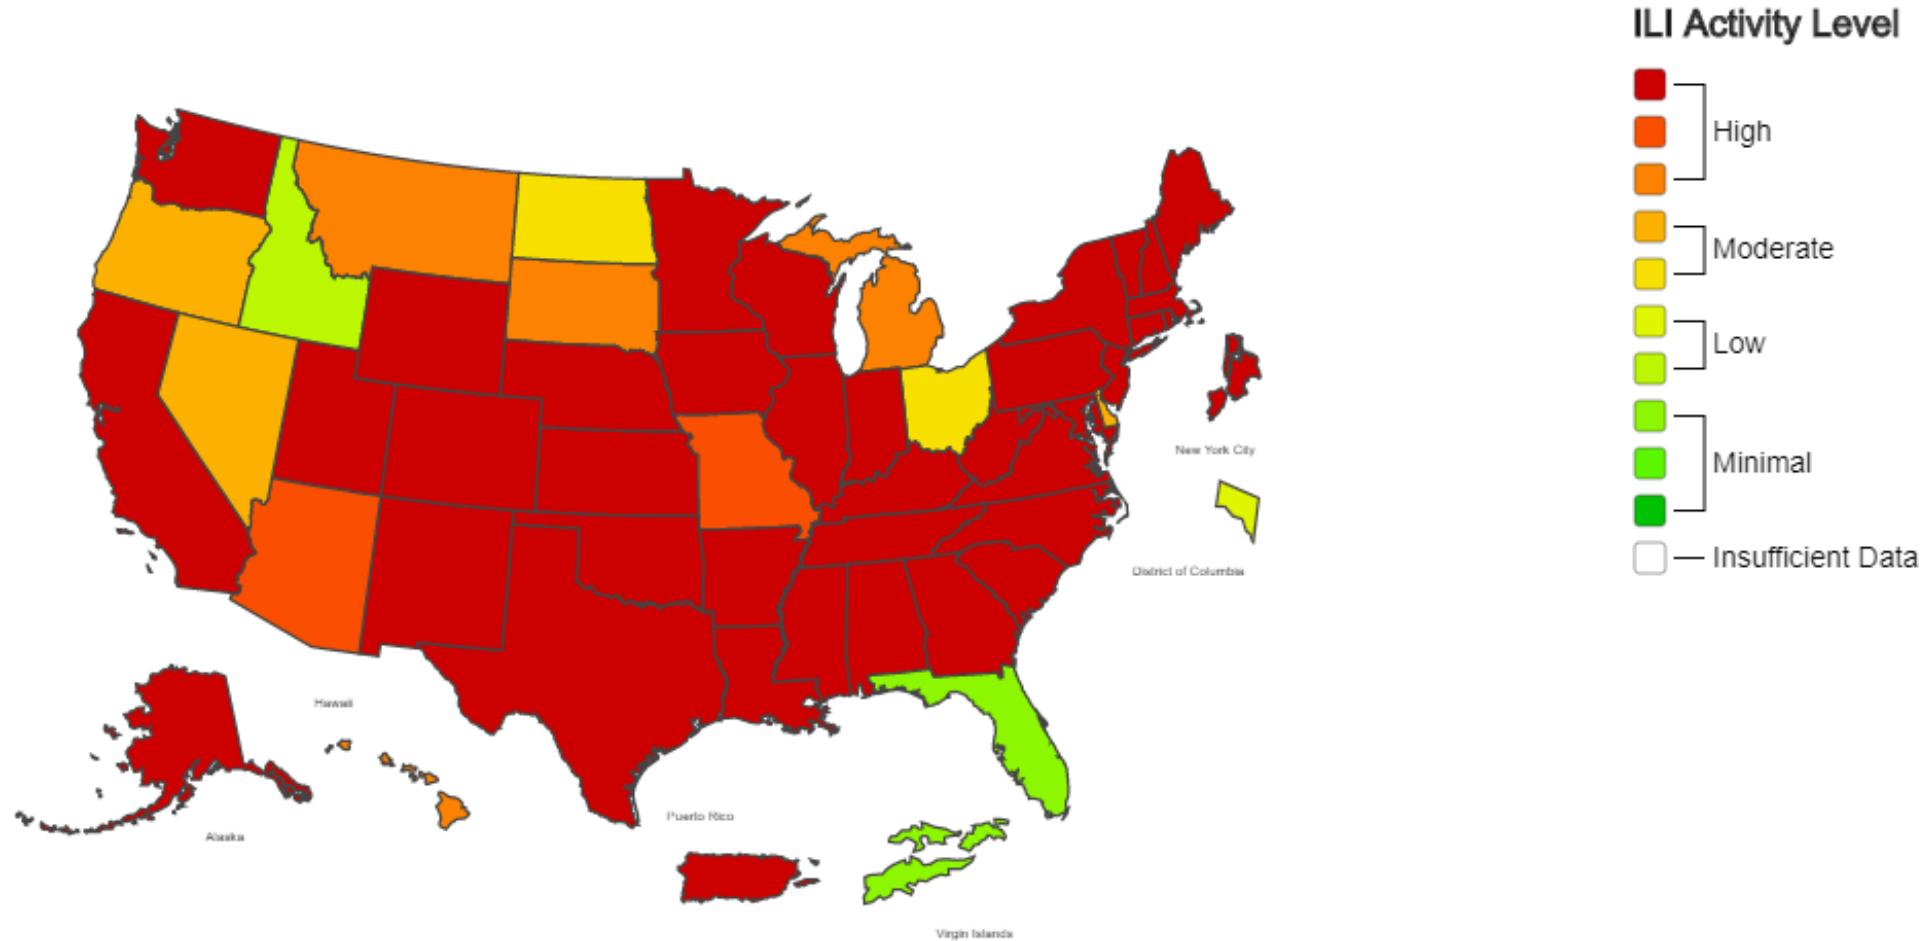 ILI Activity Level
High
Moderate
Low
Minimal
Insufficient Data
New York City
District of Columbia
Hawaii
Alaska
Puerto Rico
Virgin Islands